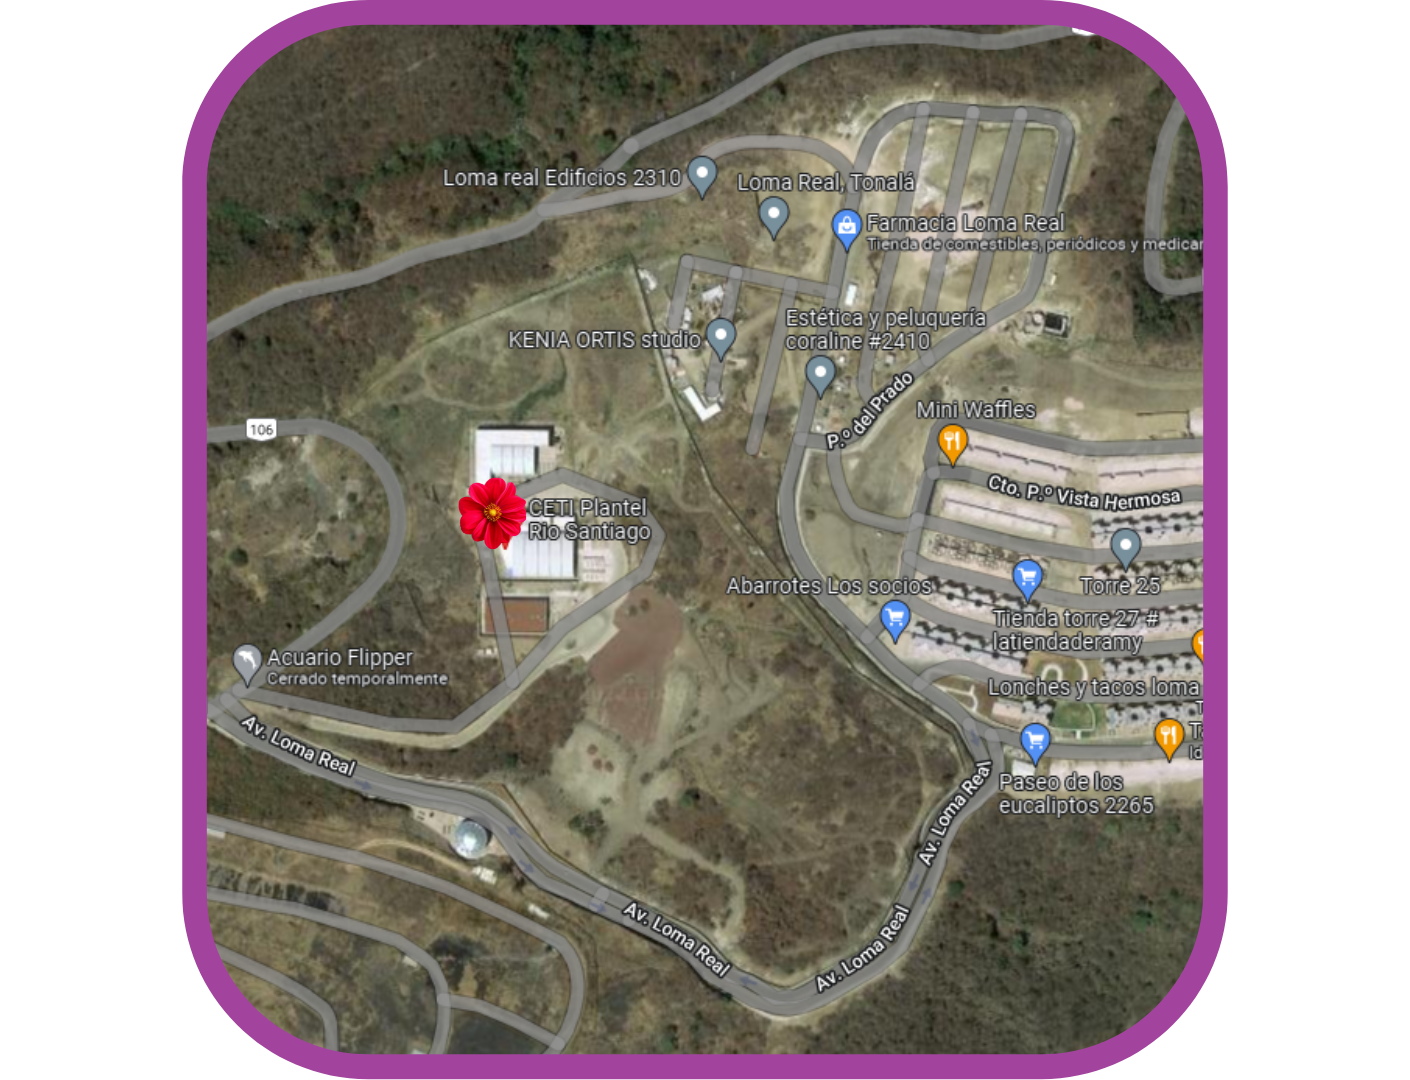 Loma real Edificios 2310
Loma Real, Tonalá
Farmacia Loma Real
Tienda de comestibles, periódicos y medicar
KENIA ORTIS studio
Estética y peluquería
coraline #2410
P.º del Prado
Mini Waffles
106
Cto. P.º Vista Hermosa
CETI Plantel
Rio Santiago
Torre 25
Abarrotes Los socios
Tienda torre 27 #
latiendaderamy
Acuario Flipper
Cerrado temporalmente
Lonches y tacos loma
T
Ta
Id
Av. Loma Real
Paseo de los
eucaliptos 2265
Av. Loma Real
Av. Loma Real
Av. Loma Real